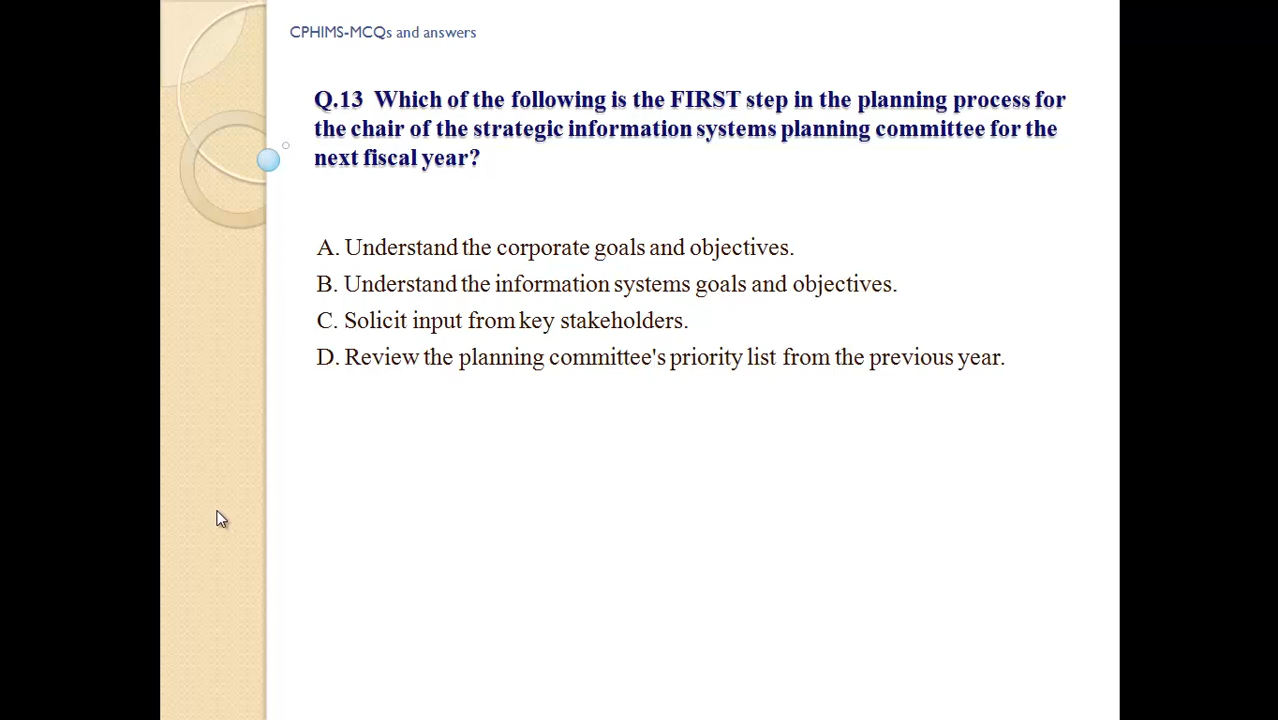 CPHIMS-MCQs and answers
Q.13 Which of the following is the FIRST step in the planning process for
the chair of the strategic information systems planning committee for the
next fiscal year?
A. Understand the corporate goals and objectives.
B. Understand the information systems goals and objectives.
C. Solicit input from key stakeholders.
D. Review the planning committee's priority list from the previous year.